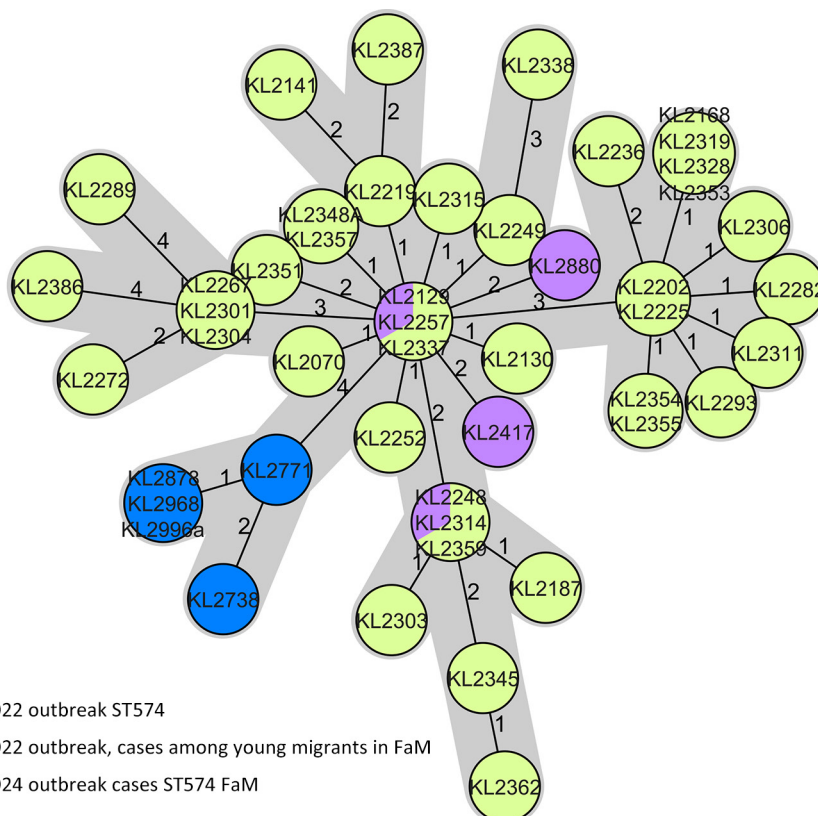 KL2387
KL2141
KL2338
KL2168
KL2319
KL2328
KL2353
KL2236
2
2
3
KL2289
KL2219
KL2315
KL2348A
KL2357
KL2249
2
1
KL2306
4
1
1
1
1
KL2351
1
KL2880
KL2386
4
KL2267
KL2301
KL2304
2
2
KL2129
KL2257
KL2337
3
3
KL2202
KL2225
1
KL2282
1
2
KL2272
KL2070
1
1
KL2130
1
1
KL2311
4
1
2
KL2354
KL2355
KL2293
2
KL2252
KL2417
KL2771
KL2878
KL2968
KL2996a
1
KL2248
KL2314
KL2359
2
1
1
KL2738
2
KL2187
KL2303
KL2345
1
KL2362
022 outbreak ST574
022 outbreak, cases among young migrants in FaM
024 outbreak cases ST574 FaM